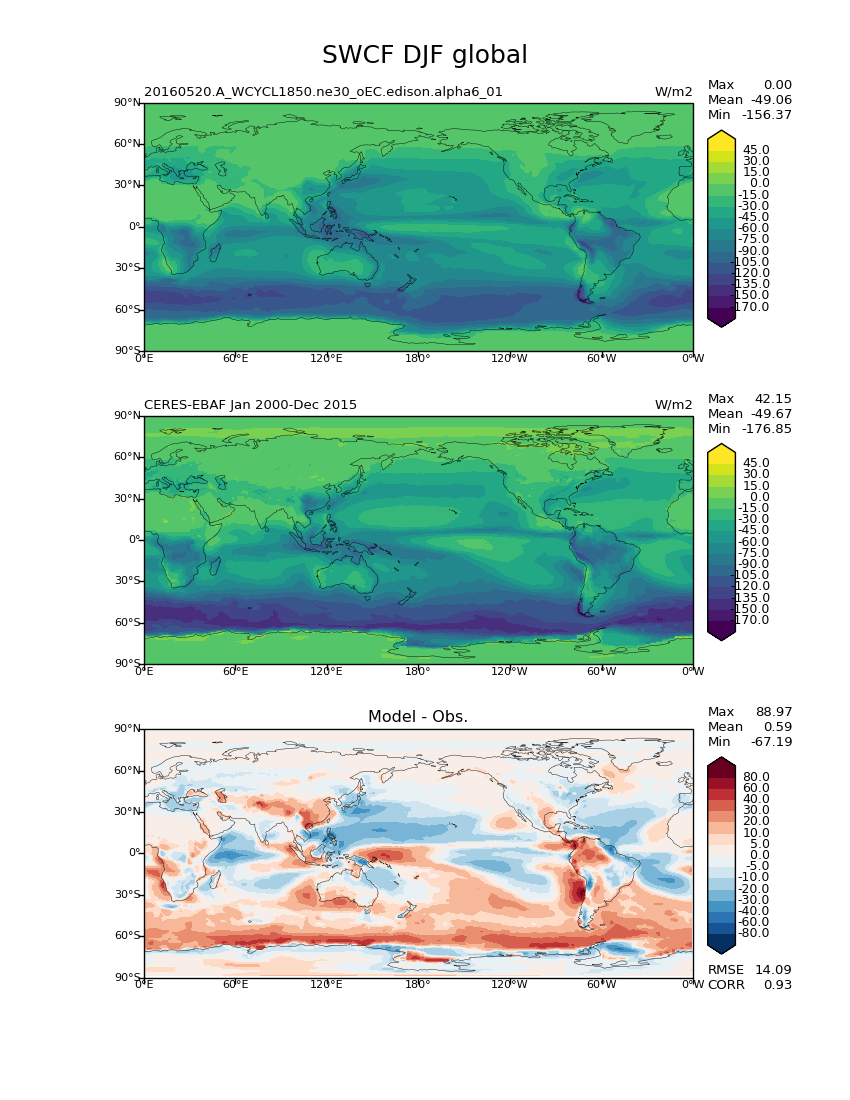 SWCF DJF global
20160520.A_WCYCL1850.ne30_oEC.edison.alpha6_01 W/m2
Max 0.00
Mean -49.06
Min -156.37
90°N
60°N
30°N
0°
30°S
60°S
90°S
0°E 60°E 120°E 180° 120°W 60°W 0°W
45.0
30.0
15.0
0.0
-15.0
-30.0
-45.0
-60.0
-75.0
-90.0
-105.0
-120.0
-135.0
-150.0
-170.0
CERES-EBAF Jan 2000-Dec 2015 W/m2
Max 42.15
Mean -49.67
Min -176.85
90°N
60°N
30°N
0°
30°S
60°S
90°S
0°E 60°E 120°E 180° 120°W 60°W 0°W
45.0
30.0
15.0
0.0
-15.0
-30.0
-45.0
-60.0
-75.0
-90.0
-105.0
-120.0
-135.0
-150.0
-170.0
Model - Obs.
Max 88.97
Mean 0.59
Min -67.19
90°N
60°N
30°N
0°
30°S
60°S
90°S
0°E 60°E 120°E 180° 120°W 60°W 0°W
80.0
60.0
40.0
30.0
20.0
10.0
5.0
0.0
-5.0
-10.0
-20.0
-30.0
-40.0
-60.0
-80.0
RMSE 14.09
CORR 0.93